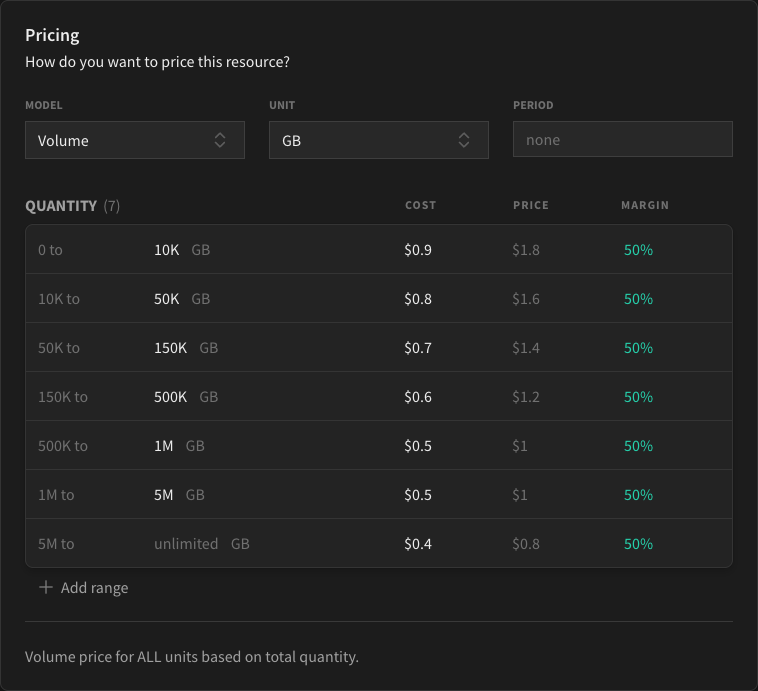 Pricing
How do you want to price this resource?
MODEL UNIT PERIOD
Volume GB none
QUANTITY (7) COST PRICE MARGIN
0 to 10K GB $0.9 $1.8 50%
10K to 50K GB $0.8 $1.6 50%
50K to 150K GB $0.7 $1.4 50%
150K to 500K GB $0.6 $1.2 50%
500K to 1M GB $0.5 $1 50%
1M to 5M GB $0.5 $1 50%
5M to unlimited GB $0.4 $0.8 50%
+ Add range
Volume price for ALL units based on total quantity.